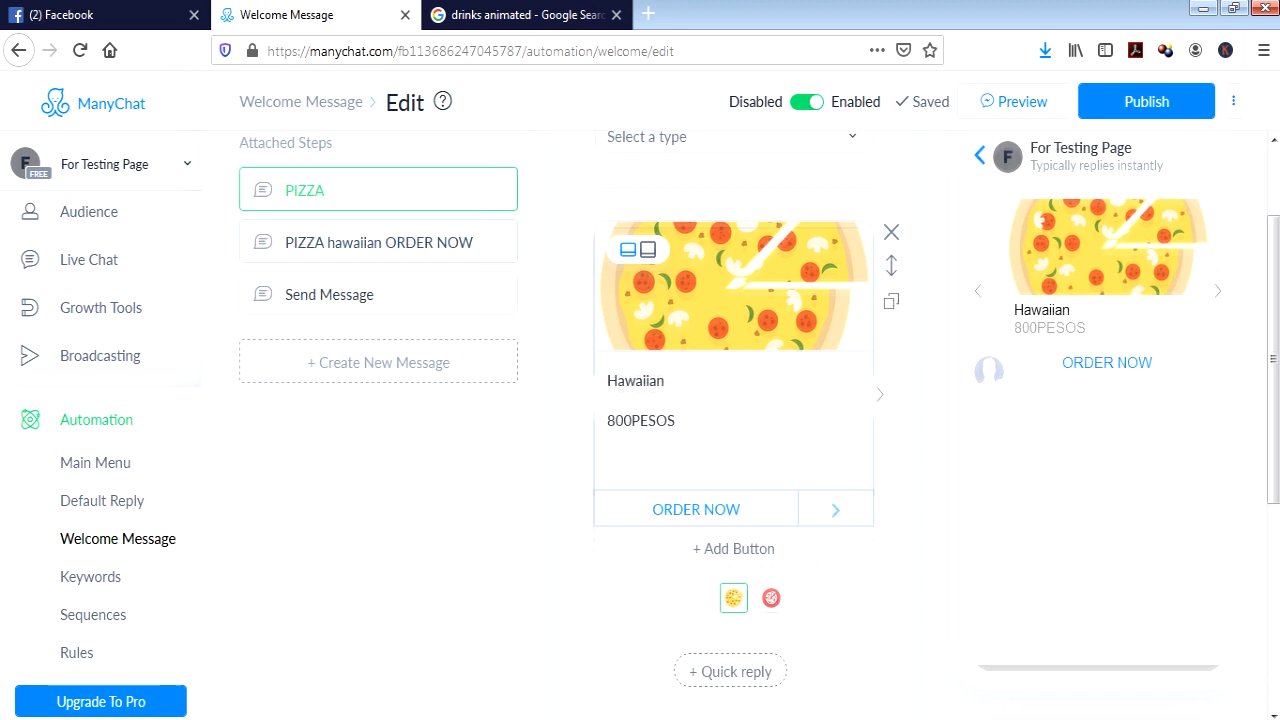 (2) Facebook
Welcome Message
drinks animated - Google Searc
https://manychat.com/fb113686247045787/automation/welcome/edit
K
ManyChat
Welcome Message
Edit
?
Disabled
Enabled
Saved
Preview
Publish
F
FREE
For Testing Page
Audience
Live Chat
Growth Tools
Broadcasting
Automation
Main Menu
Default Reply
Welcome Message
Keywords
Sequences
Rules
Upgrade To Pro
Attached Steps
PIZZA
PIZZA hawaiian ORDER NOW
Send Message
+ Create New Message
Select a type
Hawaiian
800PESOS
ORDER NOW
+ Add Button
+ Quick reply
F
For Testing Page
Typically replies instantly
Hawaiian
800PESOS
ORDER NOW